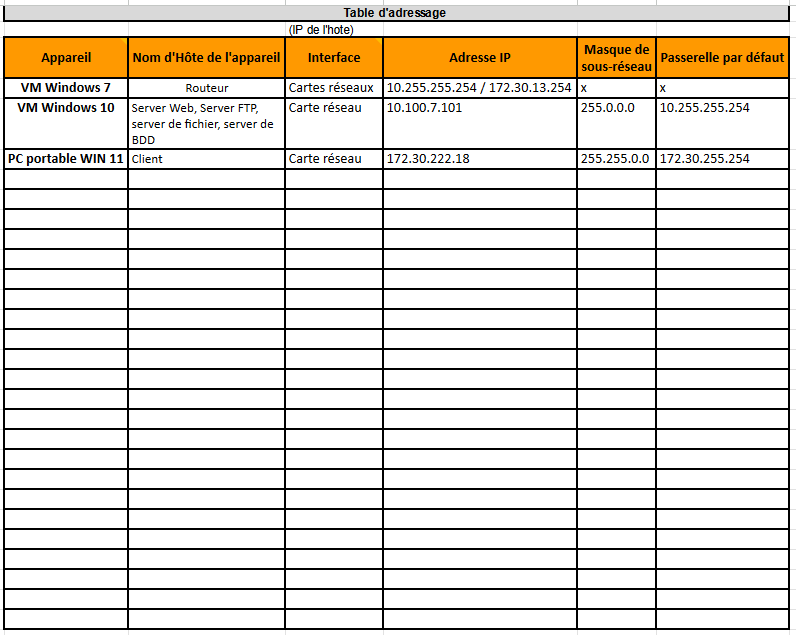 Table d'adressage
(IP de l'hote)
Appareil Nom d'Hôte de l'appareil Interface Adresse IP Masque de sous-réseau Passerelle par défaut
VM Windows 7 Routeur Cartes réseaux 10.255.255.254 / 172.30.13.254 x x
VM Windows 10 Server Web, Server FTP, Carte réseau 10.100.7.101 255.0.0.0 10.255.255.254
server de fichier, server de
BDD
PC portable WIN 11 Client Carte réseau 172.30.222.18 255.255.0.0 172.30.255.254